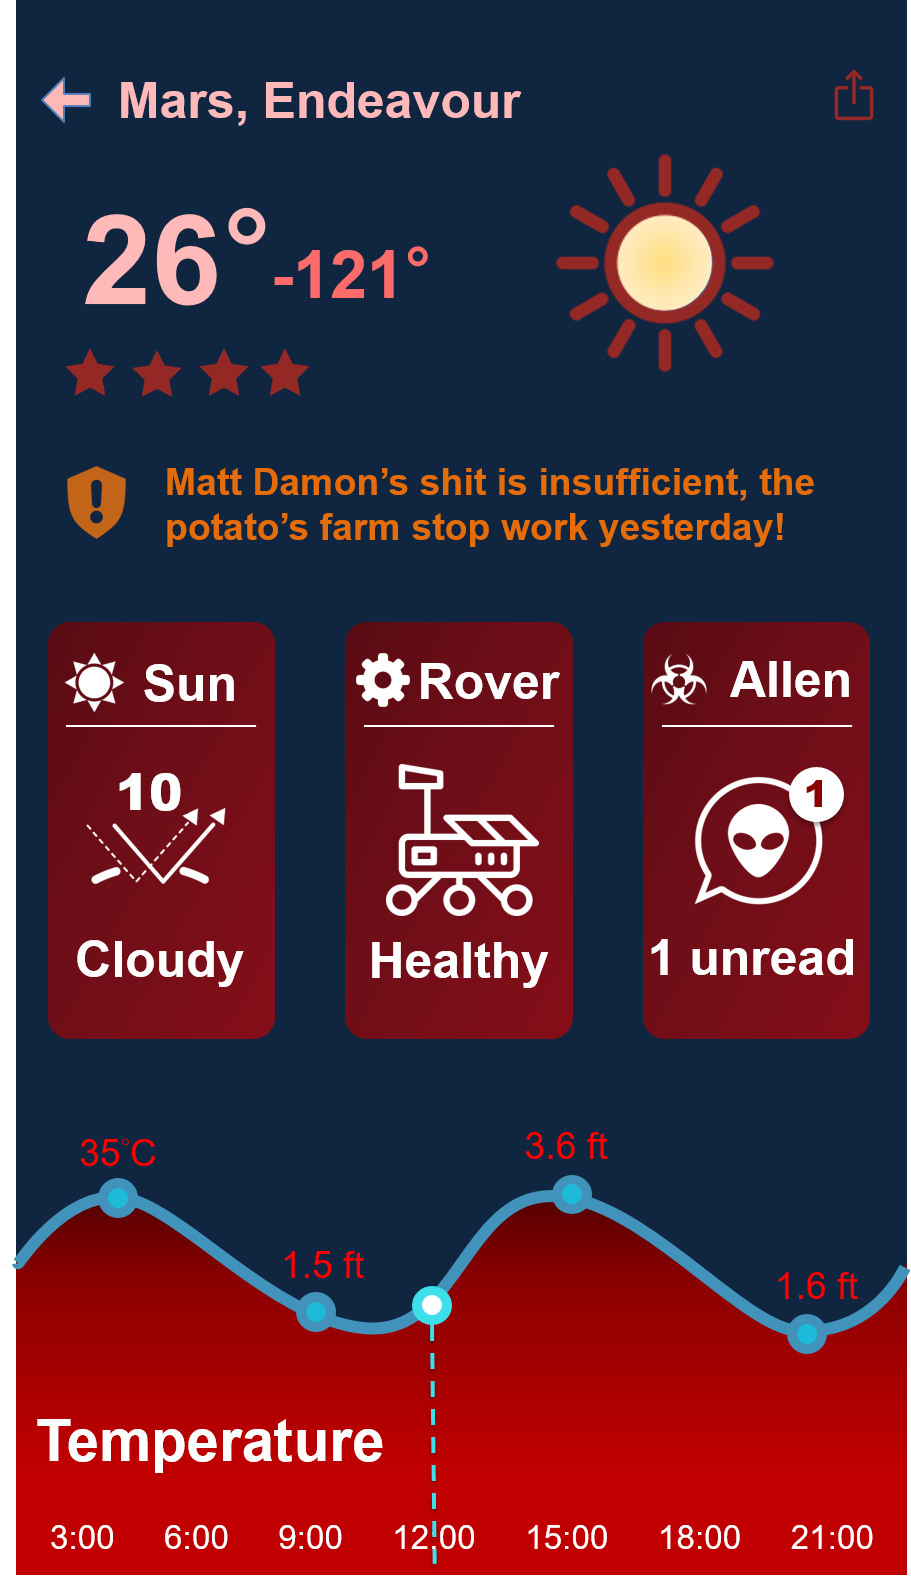 Mars, Endeavour
26° -121°
Matt Damon’s shit is insufficient, the
potato’s farm stop work yesterday!
Sun
10
Cloudy
Rover
Healthy
Allen
1
1 unread
35°C
3.6 ft
1.5 ft
1.6 ft
Temperature
3:00 6:00 9:00 12:00 15:00 18:00 21:00